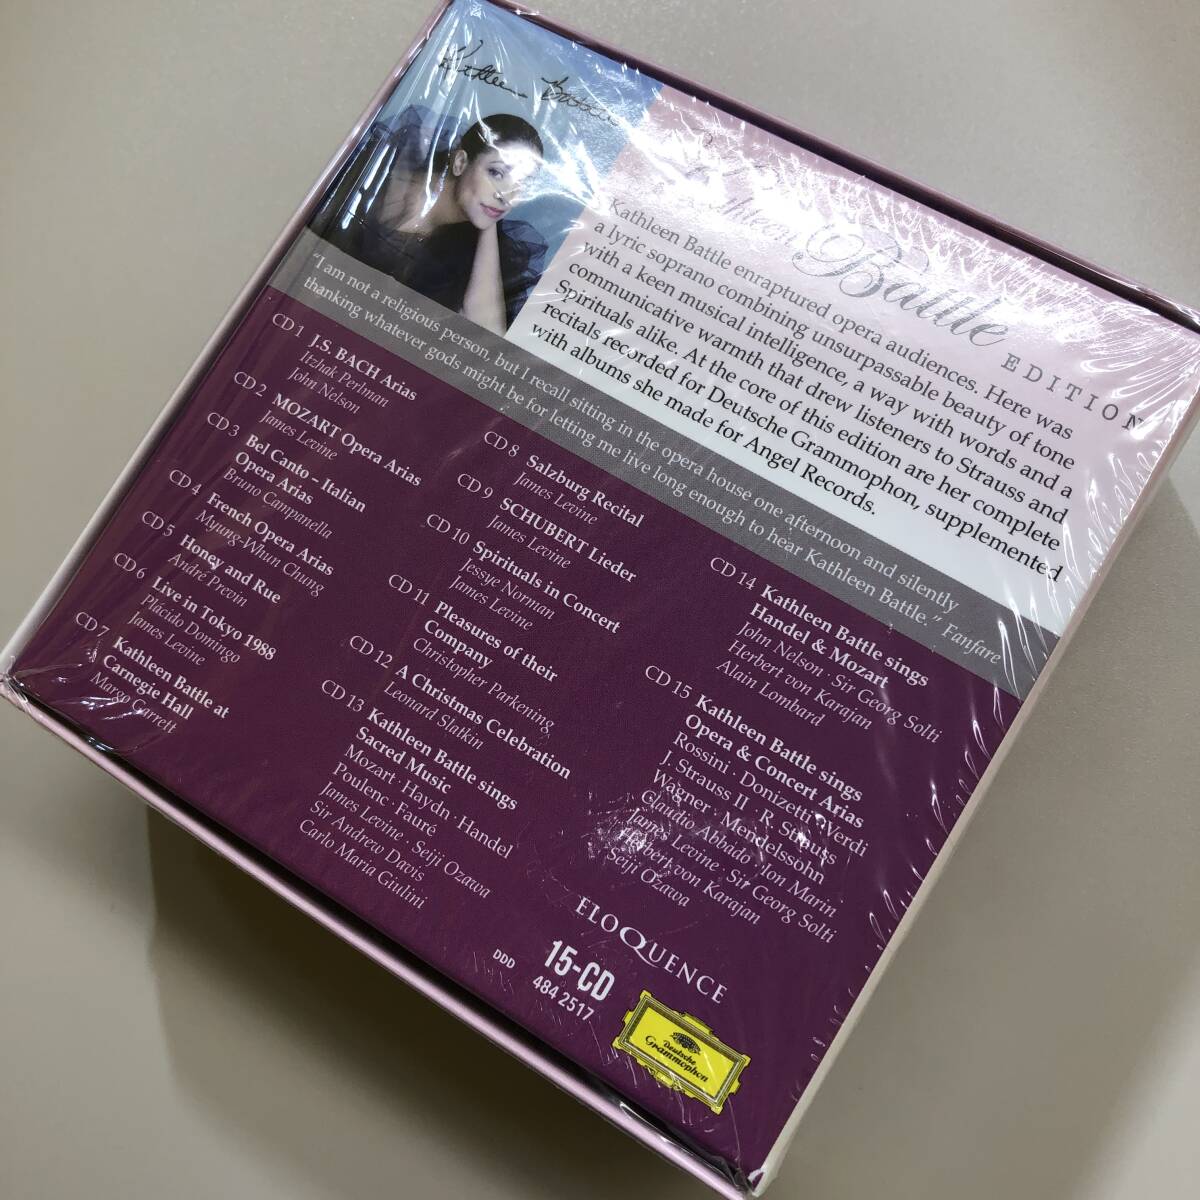 Kathleen Battle
Battle
EDITION
Kathleen Battle enraptured opera audiences. Here was
a lyric soprano combining unsurpassable beauty of tone
with a keen musical intelligence, a way with words and a
communicative warmth that drew listeners to Strauss and
Spirituals alike. At the core of this edition are her complete
recitals recorded for Deutsche Grammophon, supplemented
with albums she made for Angel Records.
“I am not a religious person, but I recall sitting in the opera house one afternoon and silently
thanking whatever gods might be for letting me live long enough to hear Kathleen Battle.” Fanfare
CD 1 J.S. BACH Arias
Itzhak Perlman
John Nelson
CD 2 MOZART Opera Arias
James Levine
CD 3 Bel Canto – Italian
Opera Arias
Bruno Campanella
CD 4 French Opera Arias
Myung-Whun Chung
CD 5 Honey and Rue
André Previn
CD 6 Live in Tokyo 1988
Plácido Domingo
James Levine
CD 7 Kathleen Battle at
Carnegie Hall
Margo Garrett
CD 8 Salzburg Recital
James Levine
CD 9 SCHUBERT Lieder
James Levine
CD 10 Spirituals in Concert
Jessye Norman
James Levine
CD 11 Pleasures of their
Company
Christopher Parkening
CD 12 A Christmas Celebration
Leonard Slatkin
CD 13 Kathleen Battle sings
Sacred Music
Mozart · Haydn · Handel
Poulenc · Fauré
James Levine · Seiji Ozawa
Sir Andrew Davis
Carlo Maria Giulini
CD 14 Kathleen Battle sings
Handel & Mozart
John Nelson · Sir Georg Solti
Herbert von Karajan
Alain Lombard
CD 15 Kathleen Battle sings
Opera & Concert Arias
Rossini · Donizetti · Verdi
J. Strauss II · R. Strauss
Wagner · Mendelssohn
Claudio Abbado · Ion Marin
James Levine · Sir Georg Solti
Herbert von Karajan
Seiji Ozawa
ELOQUENCE
DDD
15-CD
484 2517
Deutsche
Grammophon